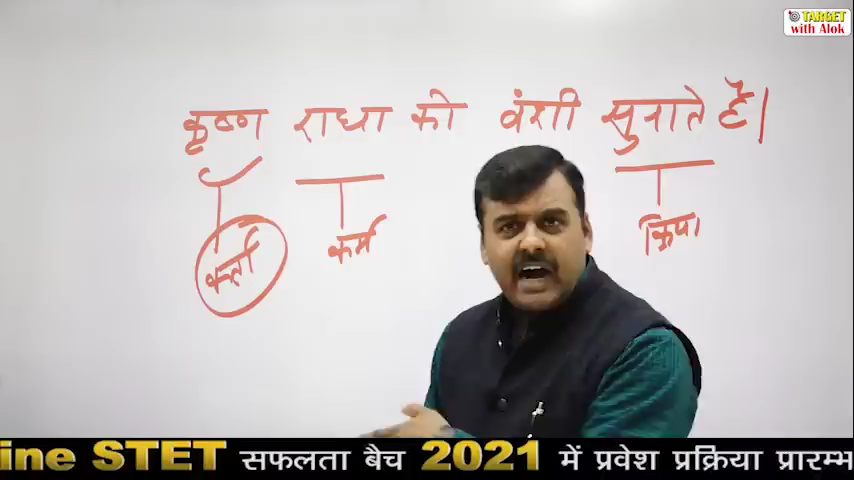 TARGET
with Alok
कृष्ण राधा को वंशी सुनाते हैं।
कर्ता कर्म क्रिया
ine STET सफलता बैच 2021 में प्रवेश प्रक्रिया प्रारम्भ